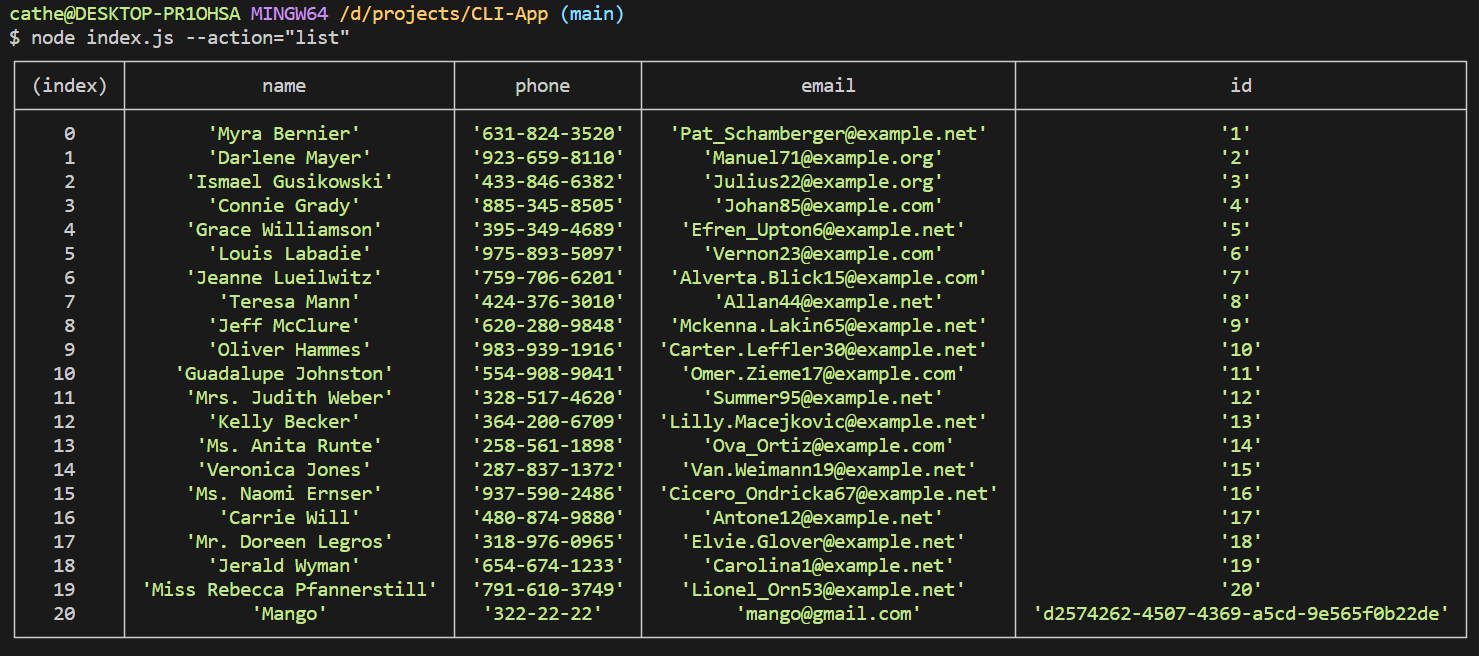 cathe@DESKTOP-PR1OHSA MINGW64 /d/projects/CLI-App (main)
$ node index.js --action="list"
(index) name phone email id
0 'Myra Bernier' '631-824-3520' 'Pat_Schamberger@example.net' '1'
1 'Darlene Mayer' '923-659-8110' 'Manuel71@example.org' '2'
2 'Ismael Gusikowski' '433-846-6382' 'Julius22@example.org' '3'
3 'Connie Grady' '885-345-8505' 'Johan85@example.com' '4'
4 'Grace Williamson' '395-349-4689' 'Efren_Upton6@example.net' '5'
5 'Louis Labadie' '975-893-5097' 'Vernon23@example.com' '6'
6 'Jeanne Lueilwitz' '759-706-6201' 'Alverta.Blick15@example.com' '7'
7 'Teresa Mann' '424-376-3010' 'Allan44@example.net' '8'
8 'Jeff McClure' '620-280-9848' 'Mckenna.Lakin65@example.net' '9'
9 'Oliver Hammes' '983-939-1916' 'Carter.Leffler30@example.net' '10'
10 'Guadalupe Johnston' '554-908-9041' 'Omer.Zieme17@example.com' '11'
11 'Mrs. Judith Weber' '328-517-4620' 'Summer95@example.net' '12'
12 'Kelly Becker' '364-200-6709' 'Lilly.Macejkovic@example.net' '13'
13 'Ms. Anita Runte' '258-561-1898' 'Ova_Ortiz@example.com' '14'
14 'Veronica Jones' '287-837-1372' 'Van.Weimann19@example.net' '15'
15 'Ms. Naomi Ernser' '937-590-2486' 'Cicero_Ondricka67@example.net' '16'
16 'Carrie Will' '480-874-9880' 'Antone12@example.net' '17'
17 'Mr. Doreen Legros' '318-976-0965' 'Elvie.Glover@example.net' '18'
18 'Jerald Wyman' '654-674-1233' 'Carolina1@example.net' '19'
19 'Miss Rebecca Pfannerstill' '791-610-3749' 'Lionel_Orn53@example.net' '20'
20 'Mango' '322-22-22' 'mango@gmail.com' 'd2574262-4507-4369-a5cd-9e565f0b22de'